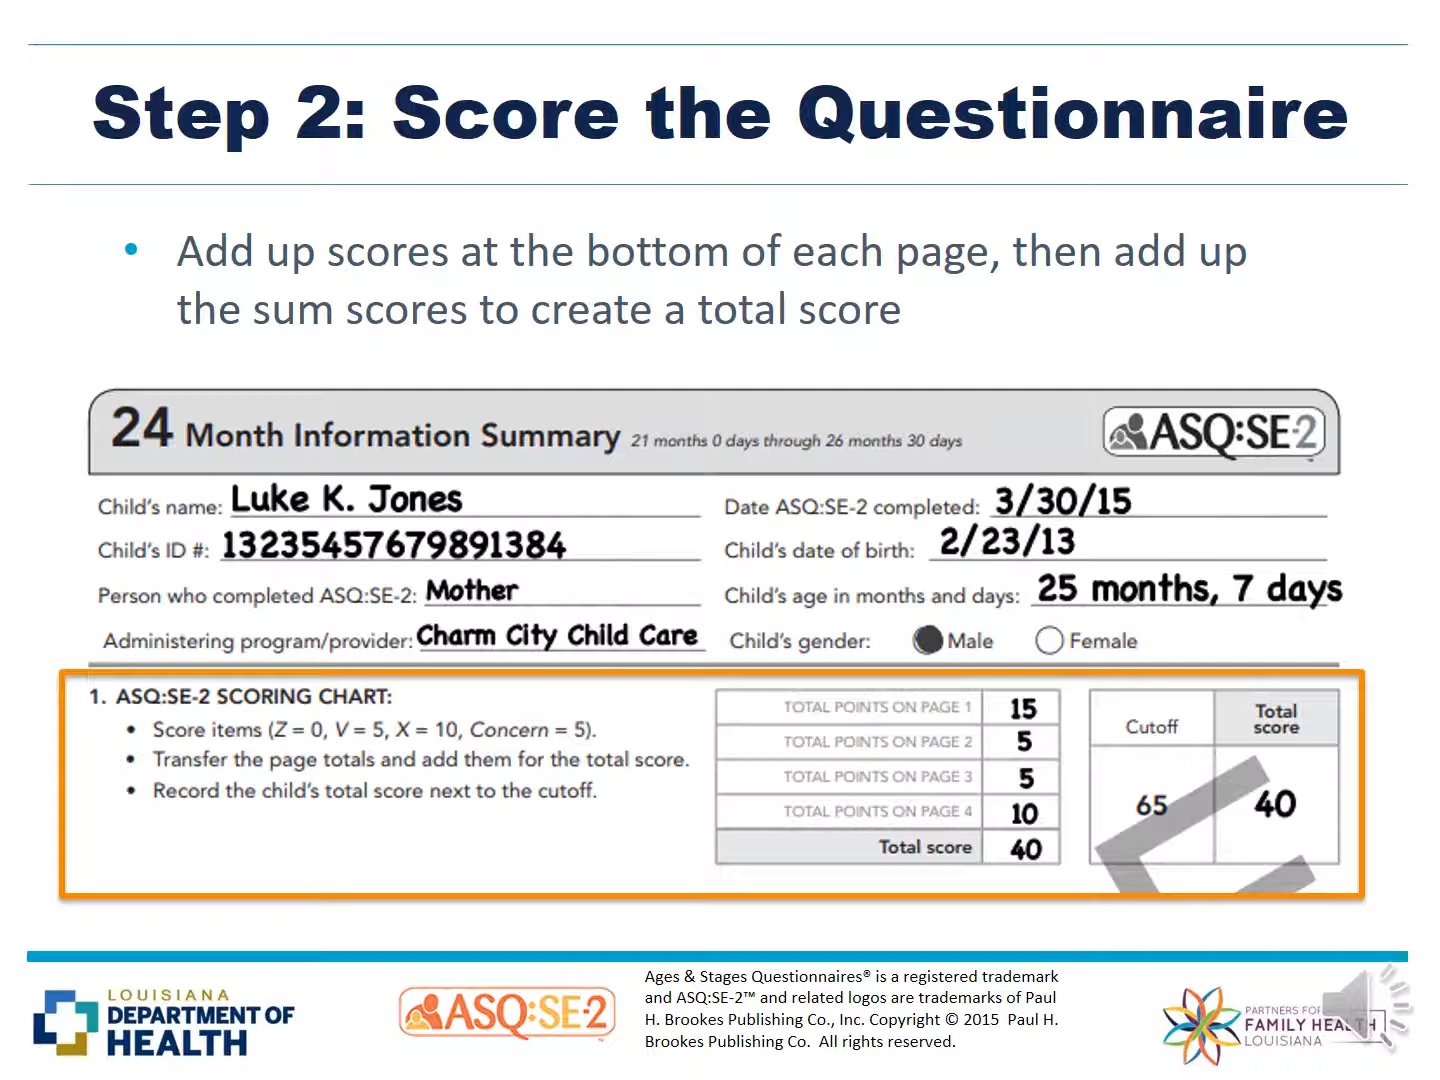 Step 2: Score the Questionnaire
• Add up scores at the bottom of each page, then add up
the sum scores to create a total score
24 Month Information Summary 21 months 0 days through 26 months 30 days
ASQ:SE-2™
Child's name: Luke K. Jones
Date ASQ:SE-2 completed: 3/30/15
Child's ID #: 13235457679891384
Child's date of birth: 2/23/13
Person who completed ASQ:SE-2: Mother
Child's age in months and days: 25 months, 7 days
Administering program/provider: Charm City Child Care
Child's gender: Male Female
1. ASQ:SE-2 SCORING CHART:
• Score items (Z = 0, V = 5, X = 10, Concern = 5).
• Transfer the page totals and add them for the total score.
• Record the child's total score next to the cutoff.
TOTAL POINTS ON PAGE 1 15
TOTAL POINTS ON PAGE 2 5
TOTAL POINTS ON PAGE 3 5
TOTAL POINTS ON PAGE 4 10
Total score 40
Cutoff
Total
score
65 40
LOUISIANA
DEPARTMENT OF
HEALTH
ASQ:SE-2™
Ages & Stages Questionnaires® is a registered trademark
and ASQ:SE-2™ and related logos are trademarks of Paul
H. Brookes Publishing Co., Inc. Copyright © 2015 Paul H.
Brookes Publishing Co. All rights reserved.
PARTNERS FOR
FAMILY HEALTH
LOUISIANA